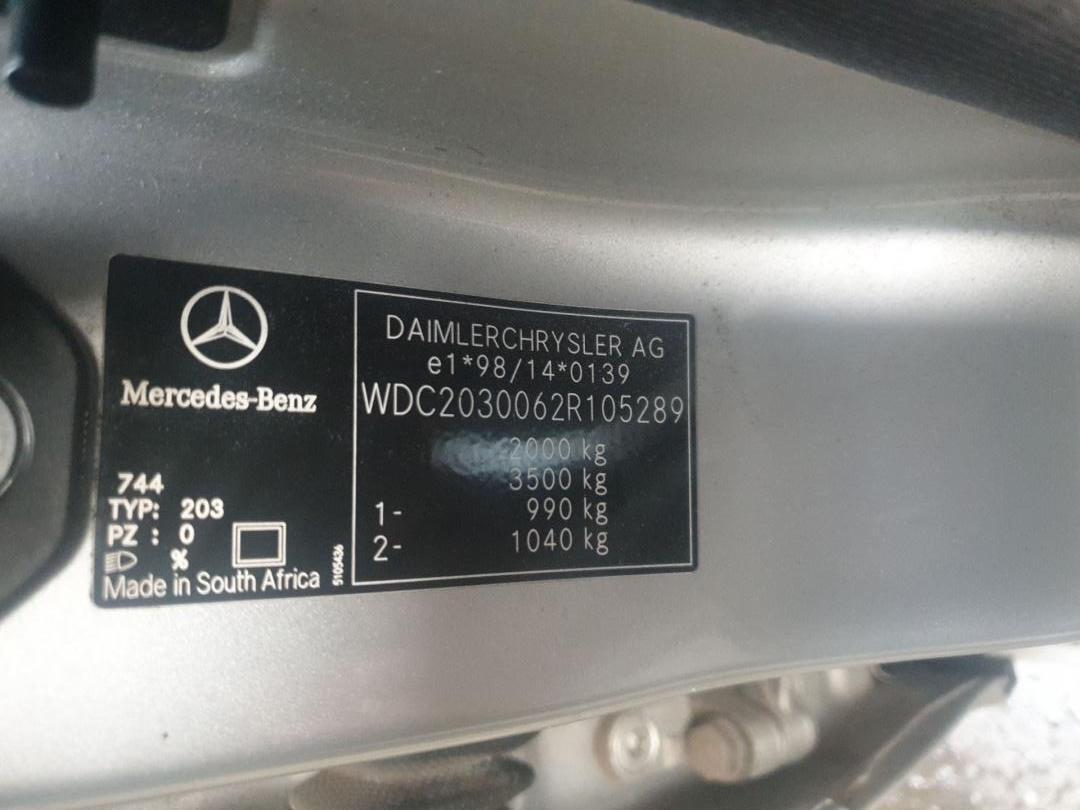 Mercedes-Benz
744
TYP: 203
PZ : 0
%
Made in South Africa
5105436
DAIMLERCHRYSLER AG
e1*98/14*0139
WDC2030062R105289
2000 kg
3500 kg
1- 990 kg
2- 1040 kg